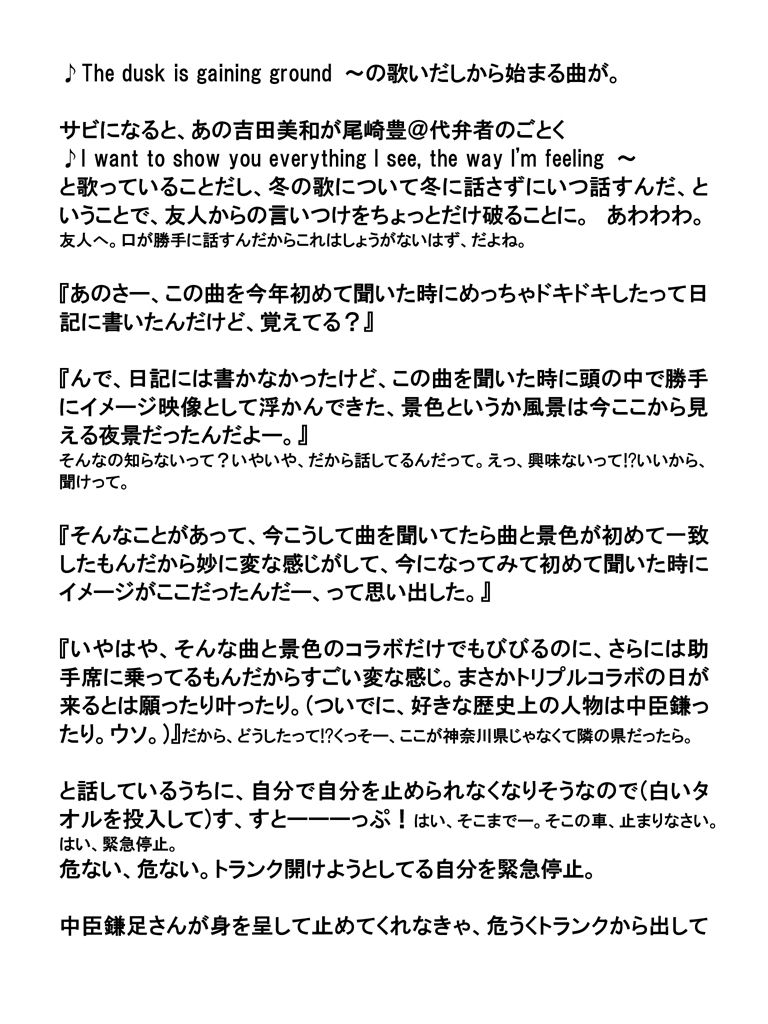 ♪The dusk is gaining ground ～の歌いだしから始まる曲が。
サビになると、あの吉田美和が尾崎豊＠代弁者のごとく
♪I want to show you everything I see, the way I'm feeling ～
と歌っていることだし、冬の歌について冬に話さずにいつ話すんだ、と
いうことで、友人からの言いつけをちょっとだけ破ることに。 あわわわ。
友人へ。口が勝手に話すんだからこれはしょうがないはず、だよね。
『あのさー、この曲を今年初めて聞いた時にめっちゃドキドキしたって日
記に書いたんだけど、覚えてる？』
『んで、日記には書かなかったけど、この曲を聞いた時に頭の中で勝手
にイメージ映像として浮かんできた、景色というか風景は今ここから見
える夜景だったんだよー。』
そんなの知らないって？いやいや、だから話してるんだって。えっ、興味ないって!?いいから、
聞けって。
『そんなことがあって、今こうして曲を聞いてたら曲と景色が初めて一致
したもんだから妙に変な感じがして、今になってみて初めて聞いた時に
イメージがここだったんだー、って思い出した。』
『いやはや、そんな曲と景色のコラボだけでもびびるのに、さらには助
手席に乗ってるもんだからすごい変な感じ。まさかトリプルコラボの日が
来るとは願ったり叶ったり。（ついでに、好きな歴史上の人物は中臣鎌っ
たり。ウソ。）』だから、どうしたって!?くっそー、ここが神奈川県じゃなくて隣の県だったら。
と話しているうちに、自分で自分を止められなくなりそうなので（白いタ
オルを投入して）す、すとーーーっぷ！はい、そこまでー。そこの車、止まりなさい。
はい、緊急停止。
危ない、危ない。トランク開けようとしてる自分を緊急停止。
中臣鎌足さんが身を呈して止めてくれなきゃ、危うくトランクから出して